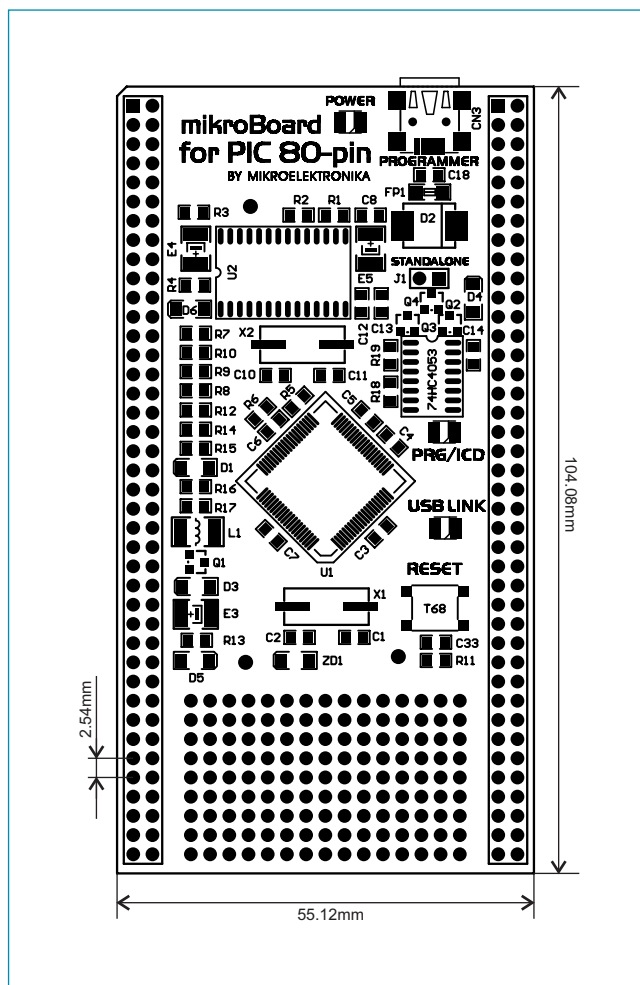 POWER
mikroBoard
for PIC 80-pin
BY MIKROELEKTRONIKA
CN3
PROGRAMMER
C18
FP1
R3
R2
R1
C8
D2
E4
U2
E5
STANDALONE
J1
R4
D6
D4
Q4
Q2
C12
C13
Q3
C14
R7
X2
R10
R19
74HC4053
R9
C10
C11
R8
R18
R6
R5
C5
R12
R14
C6
C4
R15
PRG/ICD
D1
R16
R17
USB LINK
L1
C7
C3
Q1
U1
RESET
D3
X1
E3
T68
R13
C2
C1
C33
D5
ZD1
R11
104.08mm
2.54mm
55.12mm